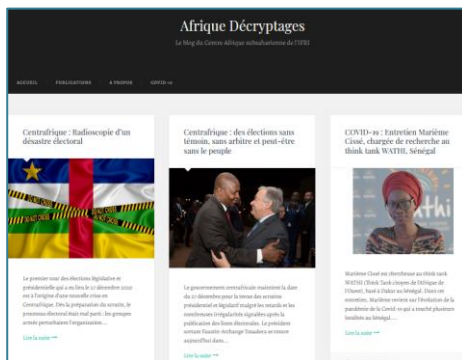 Afrique Décryptages
Le blog du Centre Afrique subsaharienne de l'IFRI
ACCUEIL PUBLICATIONS À PROPOS COVID-19
Centrafrique : Radioscopie d'un
désastre électoral
DO NOT CROSS
Le premier tour des élections législative et
présidentielle qui a eu lieu le 27 décembre 2020
est à l'origine d'une nouvelle crise en
Centrafrique. Dès la préparation du scrutin, le
processus électoral était mal parti : les groupes
armés perturbaient l'organisation…
Lire la suite →
Centrafrique : des élections sans
témoin, sans arbitre et peut-être
sans le peuple
Le gouvernement centrafricain maintient la date
du 27 décembre pour la tenue des scrutins
présidentiel et législatif malgré les retards et les
nombreuses irrégularités signalées après la
publication des listes électorales. Le président
sortant Faustin-Archange Touadera se retrouve
aujourd'hui dans…
Lire la suite →
COVID-19 : Entretien Marième
Cissé, chargée de recherche au
think tank WATHI, Sénégal
Marième Cissé est chercheuse au think tank
WATHI (Think Tank citoyen de l'Afrique de
l'Ouest), basé à Dakar au Sénégal. Dans cet
entretien, Marième revient sur l'évolution de la
pandémie de la Covid-19 qui a touché plusieurs
localités au Sénégal.…
Lire la suite →